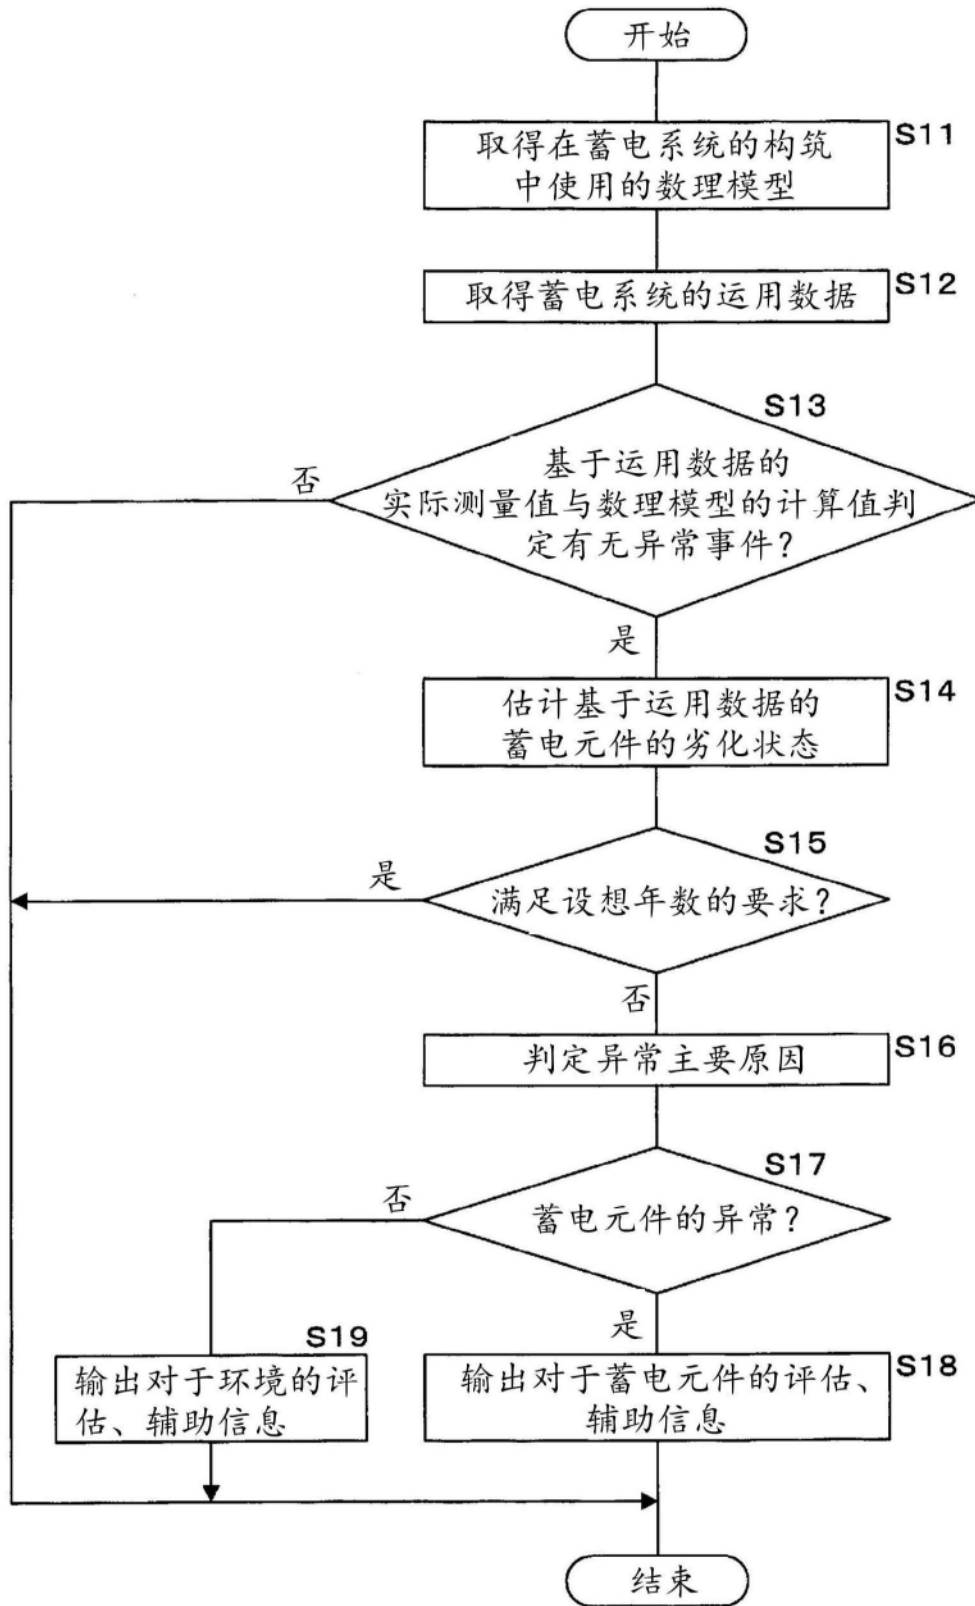 开始
S11
取得在蓄电系统的构筑
中使用的数理模型
S12
取得蓄电系统的运用数据
S13
基于运用数据的
实际测量值与数理模型的计算值判
定有无异常事件?
否
是
S14
估计基于运用数据的
蓄电元件的劣化状态
S15
满足设想年数的要求?
是
否
S16
判定异常主要原因
S17
蓄电元件的异常?
否
是
S19
输出对于环境的评
估、辅助信息
S18
输出对于蓄电元件的评估、
辅助信息
结束